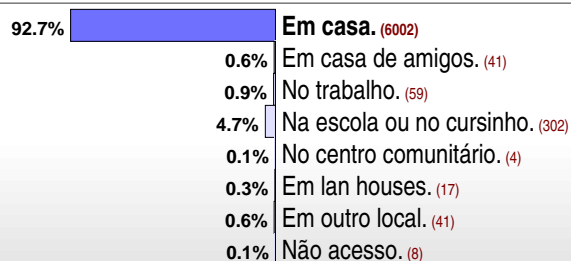 92.7% Em casa. (6002)
0.6% Em casa de amigos. (41)
0.9% No trabalho. (59)
4.7% Na escola ou no cursinho. (302)
0.1% No centro comunitário. (4)
0.3% Em lan houses. (17)
0.6% Em outro local. (41)
0.1% Não acesso. (8)